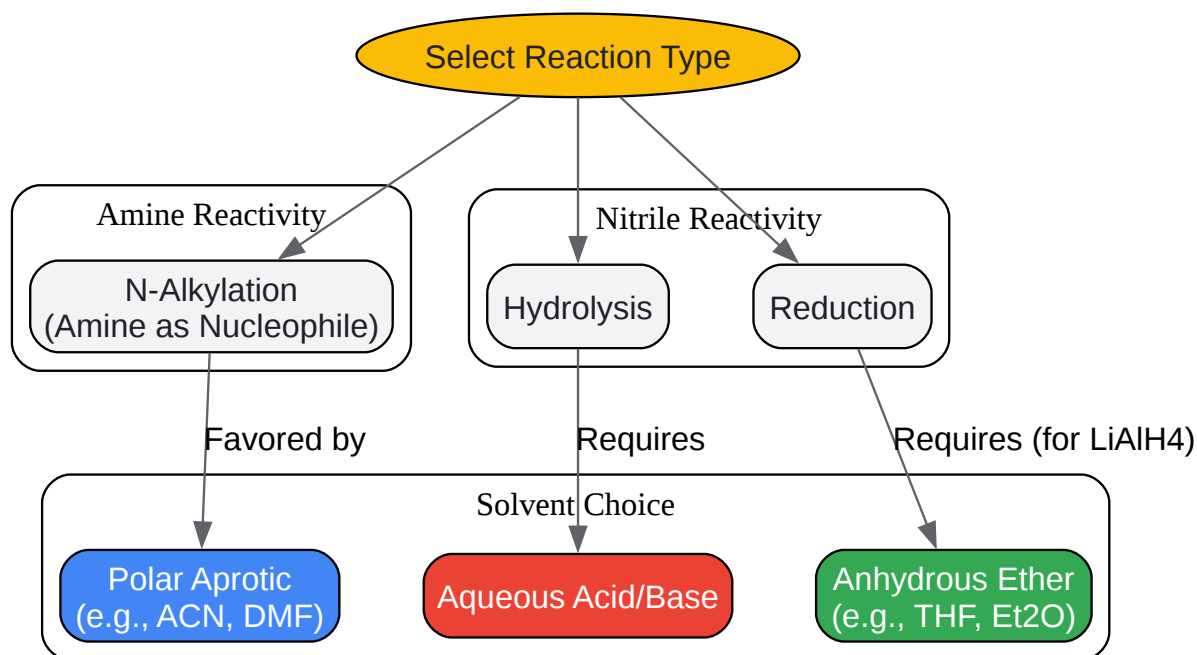 Select Reaction Type
Amine Reactivity
Nitrile Reactivity
N-Alkylation
(Amine as Nucleophile)
Hydrolysis
Reduction
Favored by
Requires
Requires (for LiAlH4)
Solvent Choice
Polar Aprotic
(e.g., ACN, DMF)
Aqueous Acid/Base
Anhydrous Ether
(e.g., THF, Et2O)